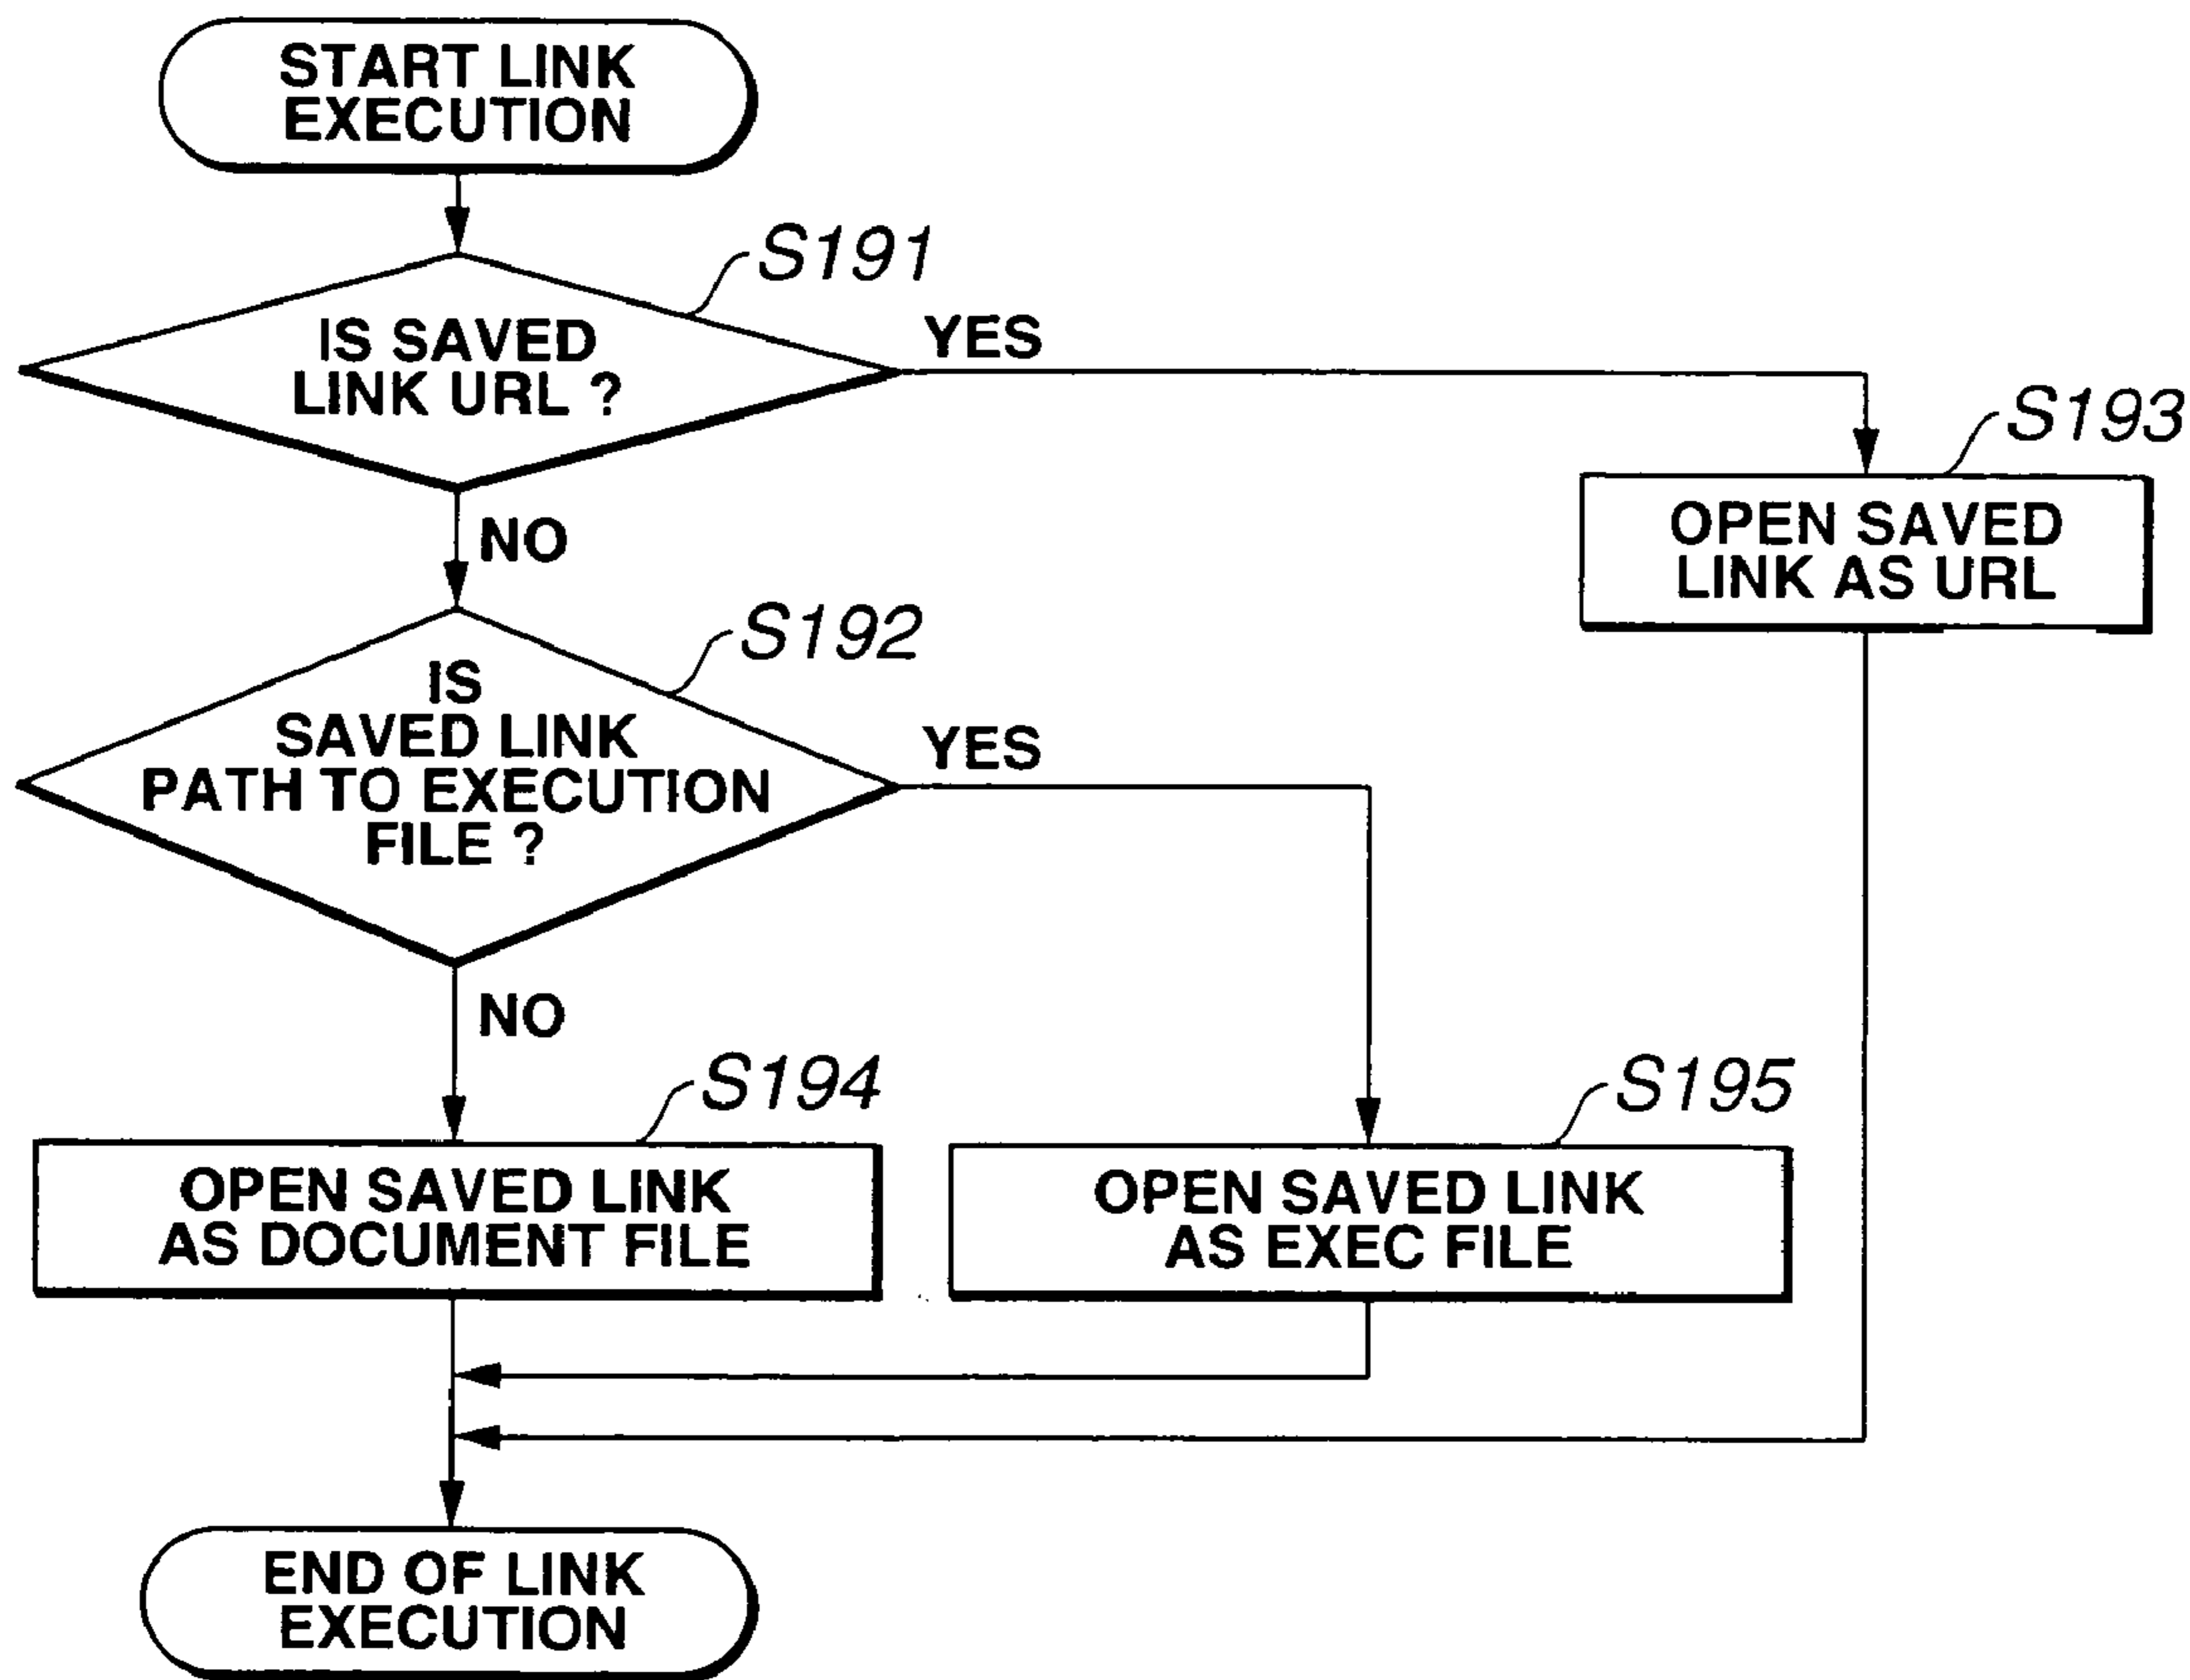 START LINK
EXECUTION
S191
IS SAVED
LINK URL ?
YES
S193
OPEN SAVED
LINK AS URL
NO
S192
IS
SAVED LINK
PATH TO EXECUTION
FILE ?
YES
NO
S194
OPEN SAVED LINK
AS DOCUMENT FILE
S195
OPEN SAVED LINK
AS EXEC FILE
END OF LINK
EXECUTION